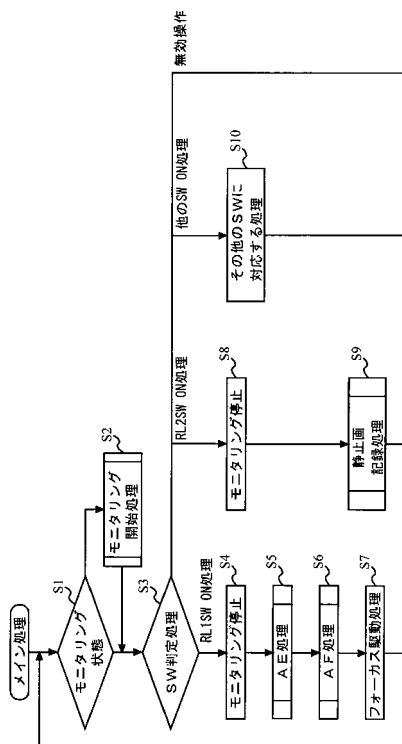 メイン処理
S1
モニタリング
状態
S2
モニタリング
開始処理
S3
SW判定処理
RL1SW ON処理
RL2SW ON処理
他のSW ON処理
無効操作
S4
モニタリング停止
S5
AE処理
S6
AF処理
S7
フォーカス駆動処理
S8
モニタリング停止
S9
静止画
記録処理
S10
その他のSWに
対応する処理